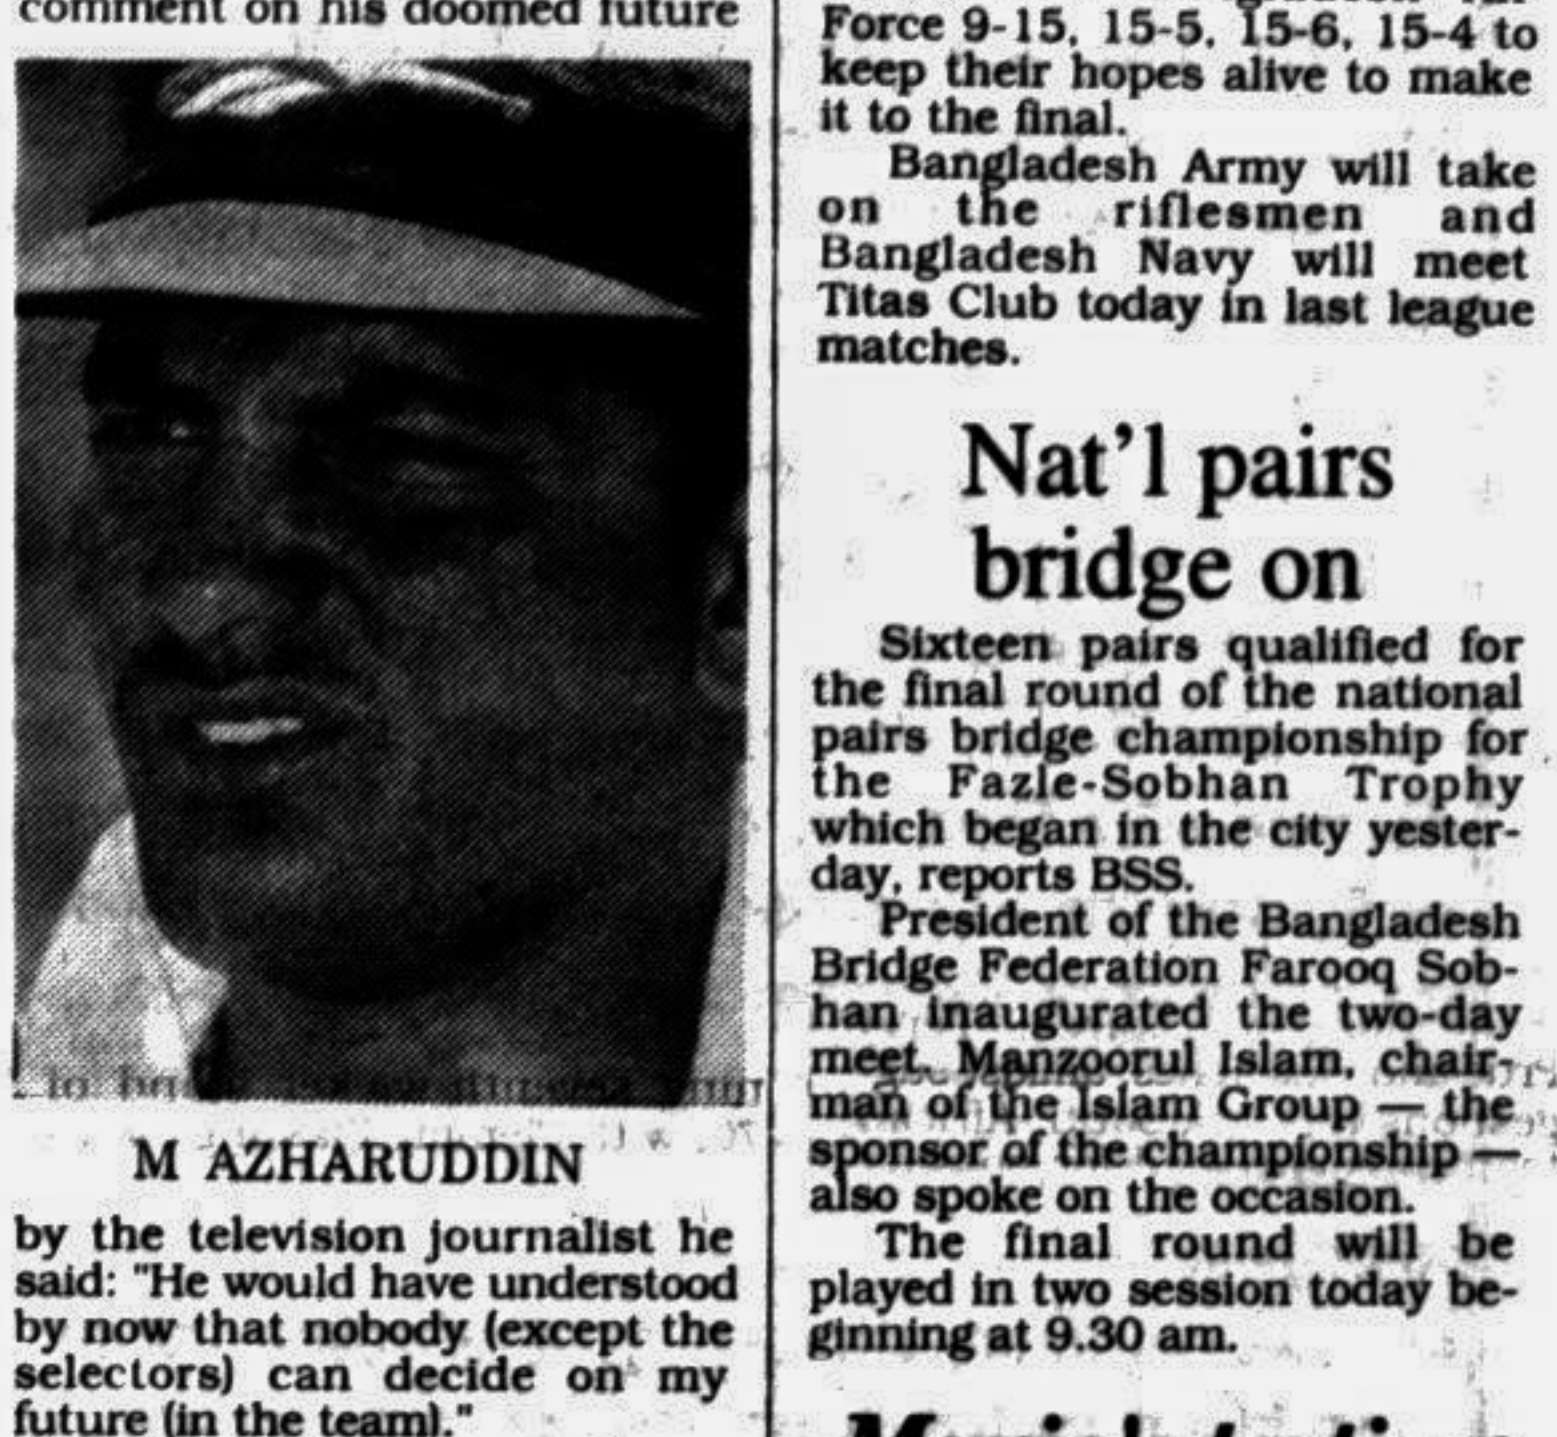 comment on his doomed future
M AZHARUDDIN
by the television journalist he
said: "He would have understood
by now that nobody (except the
selectors) can decide on my
future (in the team)."
Force 9-15, 15-5, 15-6, 15-4 to
keep their hopes alive to make
it to the final.
Bangladesh Army will take
on the riflesmen and
Bangladesh Navy will meet
Titas Club today in last league
matches.
Nat'l pairs
bridge on
Sixteen pairs qualified for
the final round of the national
pairs bridge championship for
the Fazle-Sobhan Trophy
which began in the city yester-
day, reports BSS.
President of the Bangladesh
Bridge Federation Farooq Sob-
han inaugurated the two-day
meet. Manzoorul Islam, chair-
man of the Islam Group — the
sponsor of the championship —
also spoke on the occasion.
The final round will be
played in two session today be-
ginning at 9.30 am.